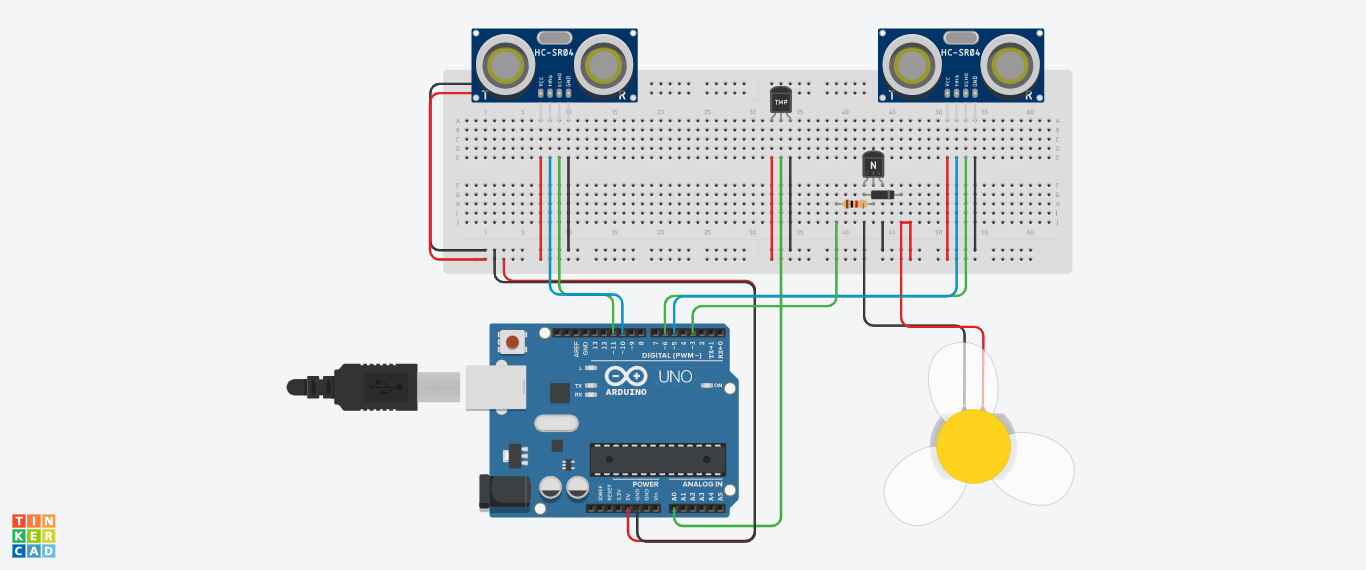 HC-SR04
VCC
TRIG
ECHO
GND
T R
HC-SR04
VCC
TRIG
ECHO
GND
T R
TMP
1 5 10 15 20 25 30 35 40 45 50 55 60
A A
B B
C C
D D
E E
N
F F
G G
H H
I I
J J
1 5 10 15 20 25 30 35 40 45 50 55 60
AREF
GND
13
12
~11
~10
~9
8
7
~6
~5
4
~3
2
TX→1
RX←0
DIGITAL (PWM~)
L
TX
RX
UNO
ON
ARDUINO
POWER
ANALOG IN
IOREF
RESET
3.3V
5V
GND
GND
Vin
A0
A1
A2
A3
A4
A5
TIN
KER
CAD